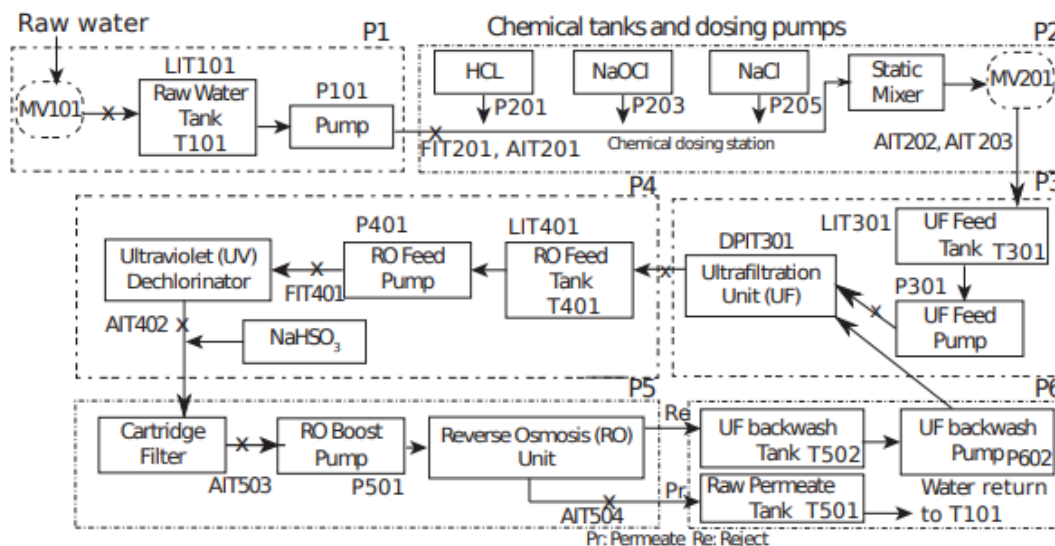 Raw water
P1
MV101
LIT101
Raw Water
Tank
T101
P101
Pump
Chemical tanks and dosing pumps
P2
HCL
NaOCl
NaCl
P201
P203
P205
Static
Mixer
MV201
FIT201, AIT201
Chemical dosing station
AIT202, AIT 203
P3
LIT301
UF Feed
Tank
T301
P301
UF Feed
Pump
DPIT301
Ultrafiltration
Unit (UF)
P4
LIT401
RO Feed
Tank
T401
P401
RO Feed
Pump
FIT401
Ultraviolet (UV)
Dechlorinator
AIT402
NaHSO₃
P5
Cartridge
Filter
AIT503
RO Boost
Pump
P501
Reverse Osmosis (RO)
Unit
AIT504
Re
Pr
P6
UF backwash
Tank T502
UF backwash
Pump P602
Raw Permeate
Tank T501
Water return
to T101
Pr: Permeate Re: Reject